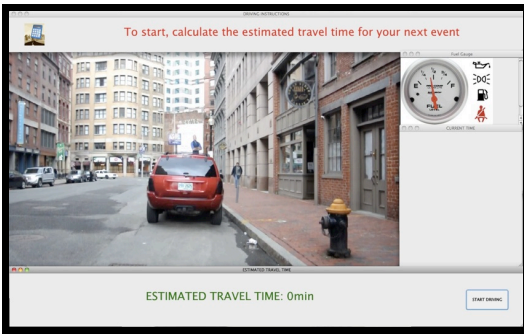 DRIVING INSTRUCTIONS
To start, calculate the estimated travel time for your next event
Fuel Gauge
E
F
FUEL
CURRENT TIME
ESTIMATED TRAVEL TIME
ESTIMATED TRAVEL TIME: 0min
START DRIVING